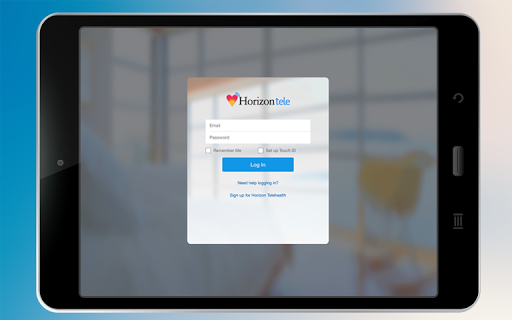 Horizon tele
Email
Password
Remember Me
Set up Touch ID
Log In
Need help logging in?
Sign up for Horizon Telehealth